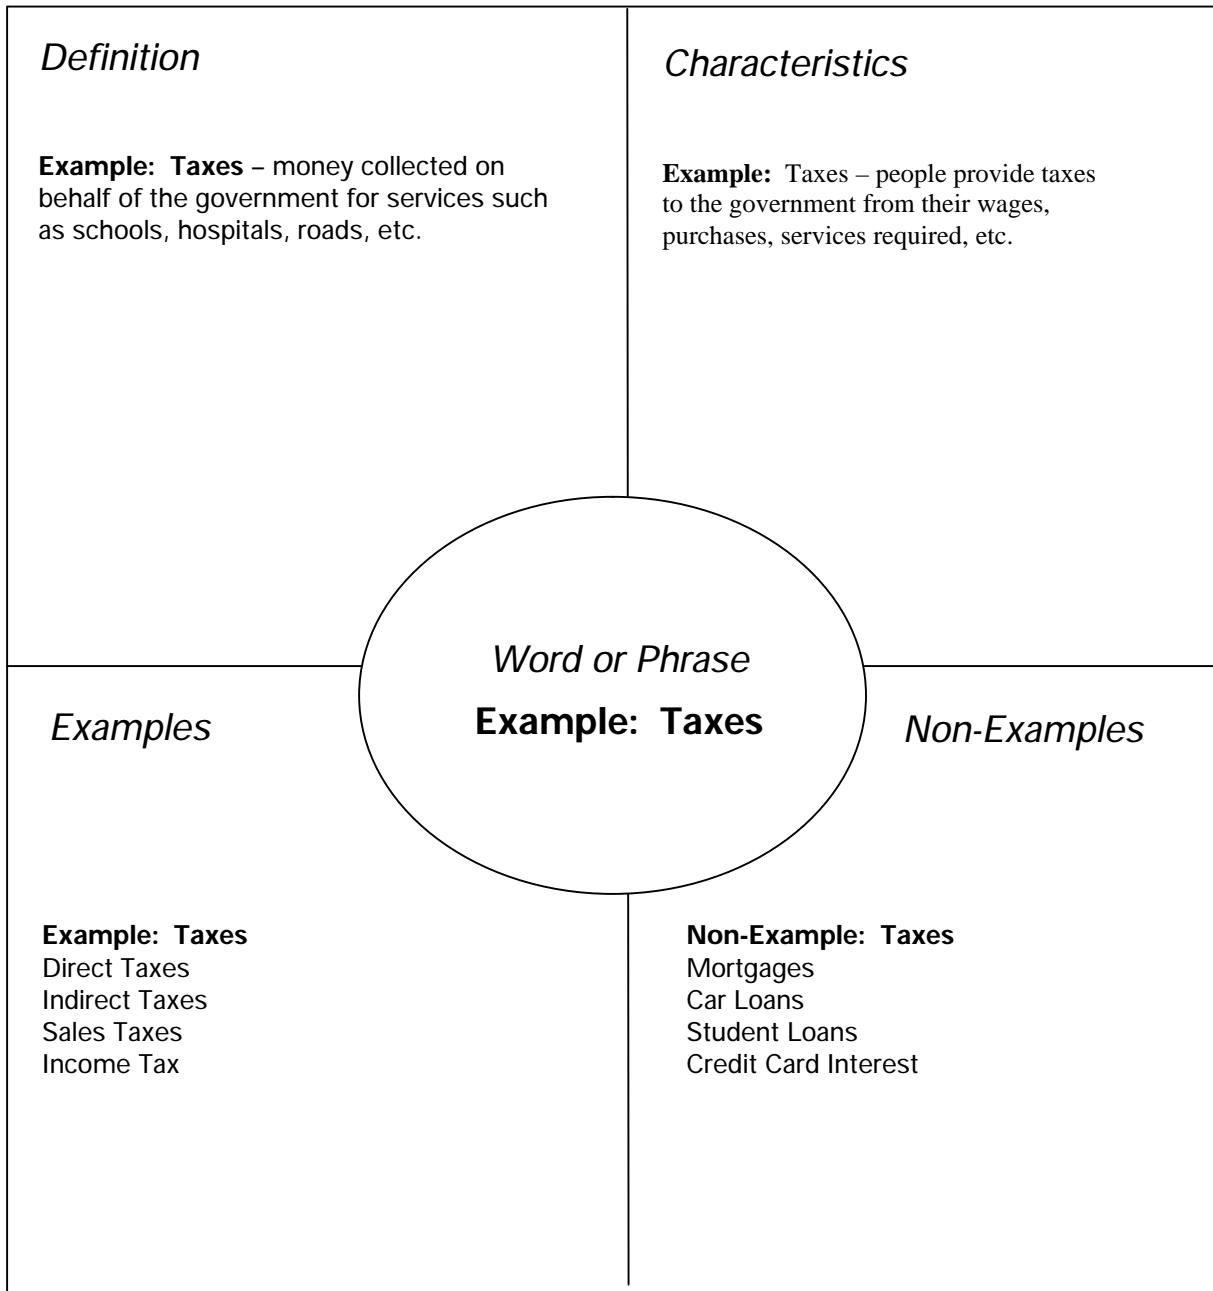 Definition
Example:  Taxes – money collected on
behalf of the government for services such
as schools, hospitals, roads, etc.
Characteristics
Example:  Taxes – people provide taxes
to the government from their wages,
purchases, services required, etc.
Word or Phrase
Example:  Taxes
Examples
Example:  Taxes
Direct Taxes
Indirect Taxes
Sales Taxes
Income Tax
Non-Examples
Non-Example:  Taxes
Mortgages
Car Loans
Student Loans
Credit Card Interest